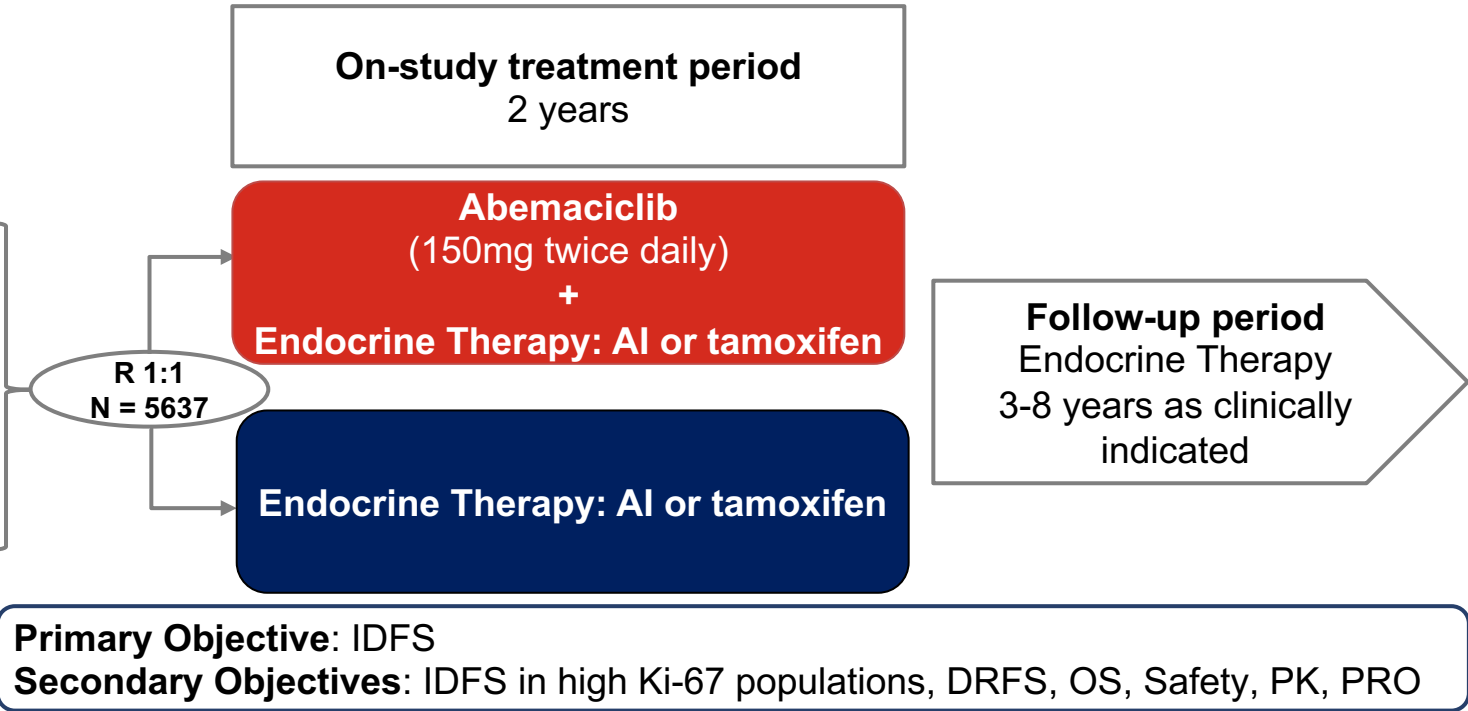 On-study treatment period
2 years
Abemaciclib
(150mg twice daily)
+
Endocrine Therapy: AI or tamoxifen
R 1:1
N = 5637
Endocrine Therapy: AI or tamoxifen
Follow-up period
Endocrine Therapy
3-8 years as clinically
indicated
Primary Objective: IDFS
Secondary Objectives: IDFS in high Ki-67 populations, DRFS, OS, Safety, PK, PRO